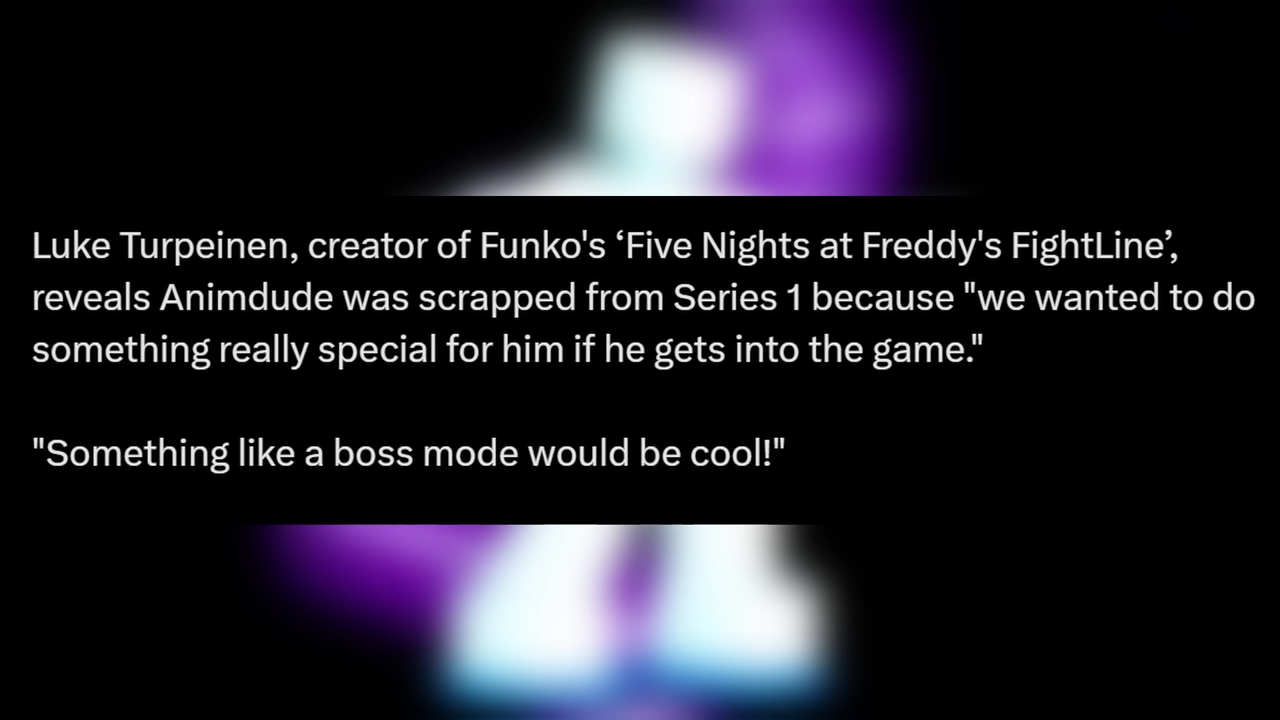 Luke Turpeinen, creator of Funko's ‘Five Nights at Freddy's FightLine’,
reveals Animdude was scrapped from Series 1 because "we wanted to do
something really special for him if he gets into the game."
"Something like a boss mode would be cool!"